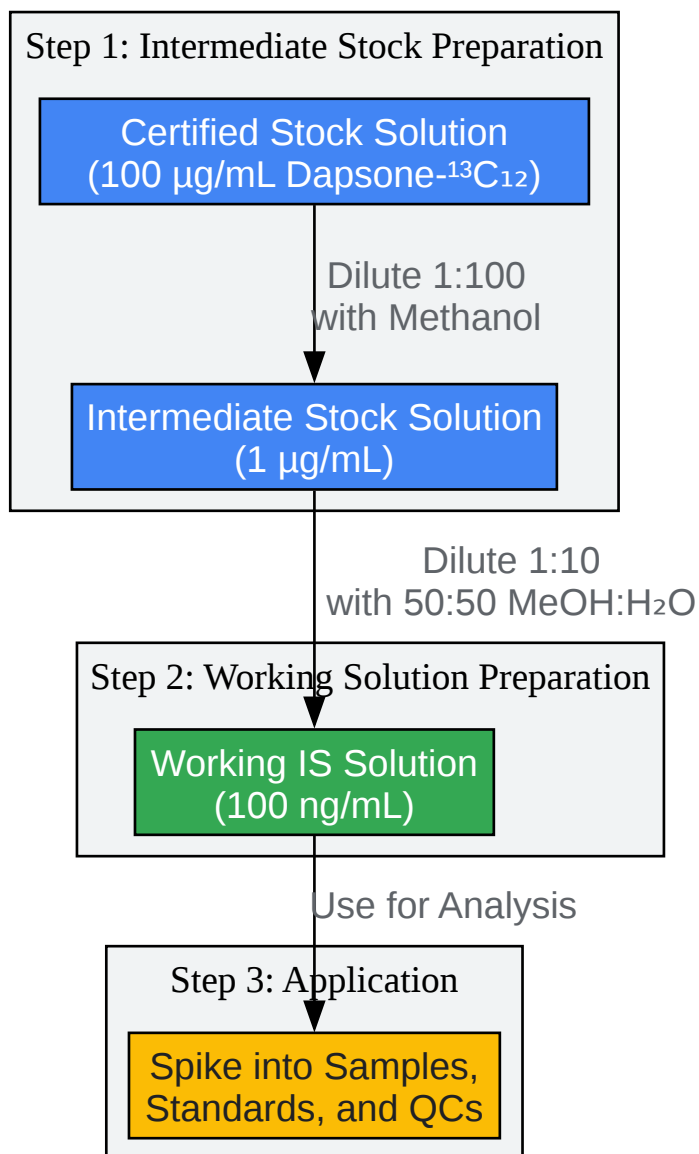 Step 1: Intermediate Stock Preparation
Certified Stock Solution
(100 µg/mL Dapsone-¹³C₁₂)
Dilute 1:100
with Methanol
Intermediate Stock Solution
(1 µg/mL)
Dilute 1:10
with 50:50 MeOH:H₂O
Step 2: Working Solution Preparation
Working IS Solution
(100 ng/mL)
Use for Analysis
Step 3: Application
Spike into Samples,
Standards, and QCs